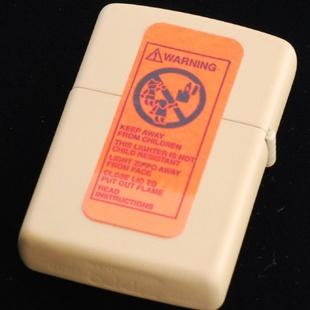 WARNING
KEEP AWAY
FROM CHILDREN
THIS LIGHTER IS NOT
CHILD RESISTANT
LIGHT ZIPPO AWAY
FROM FACE
CLOSE LID TO
PUT OUT FLAME
READ
INSTRUCTIONS